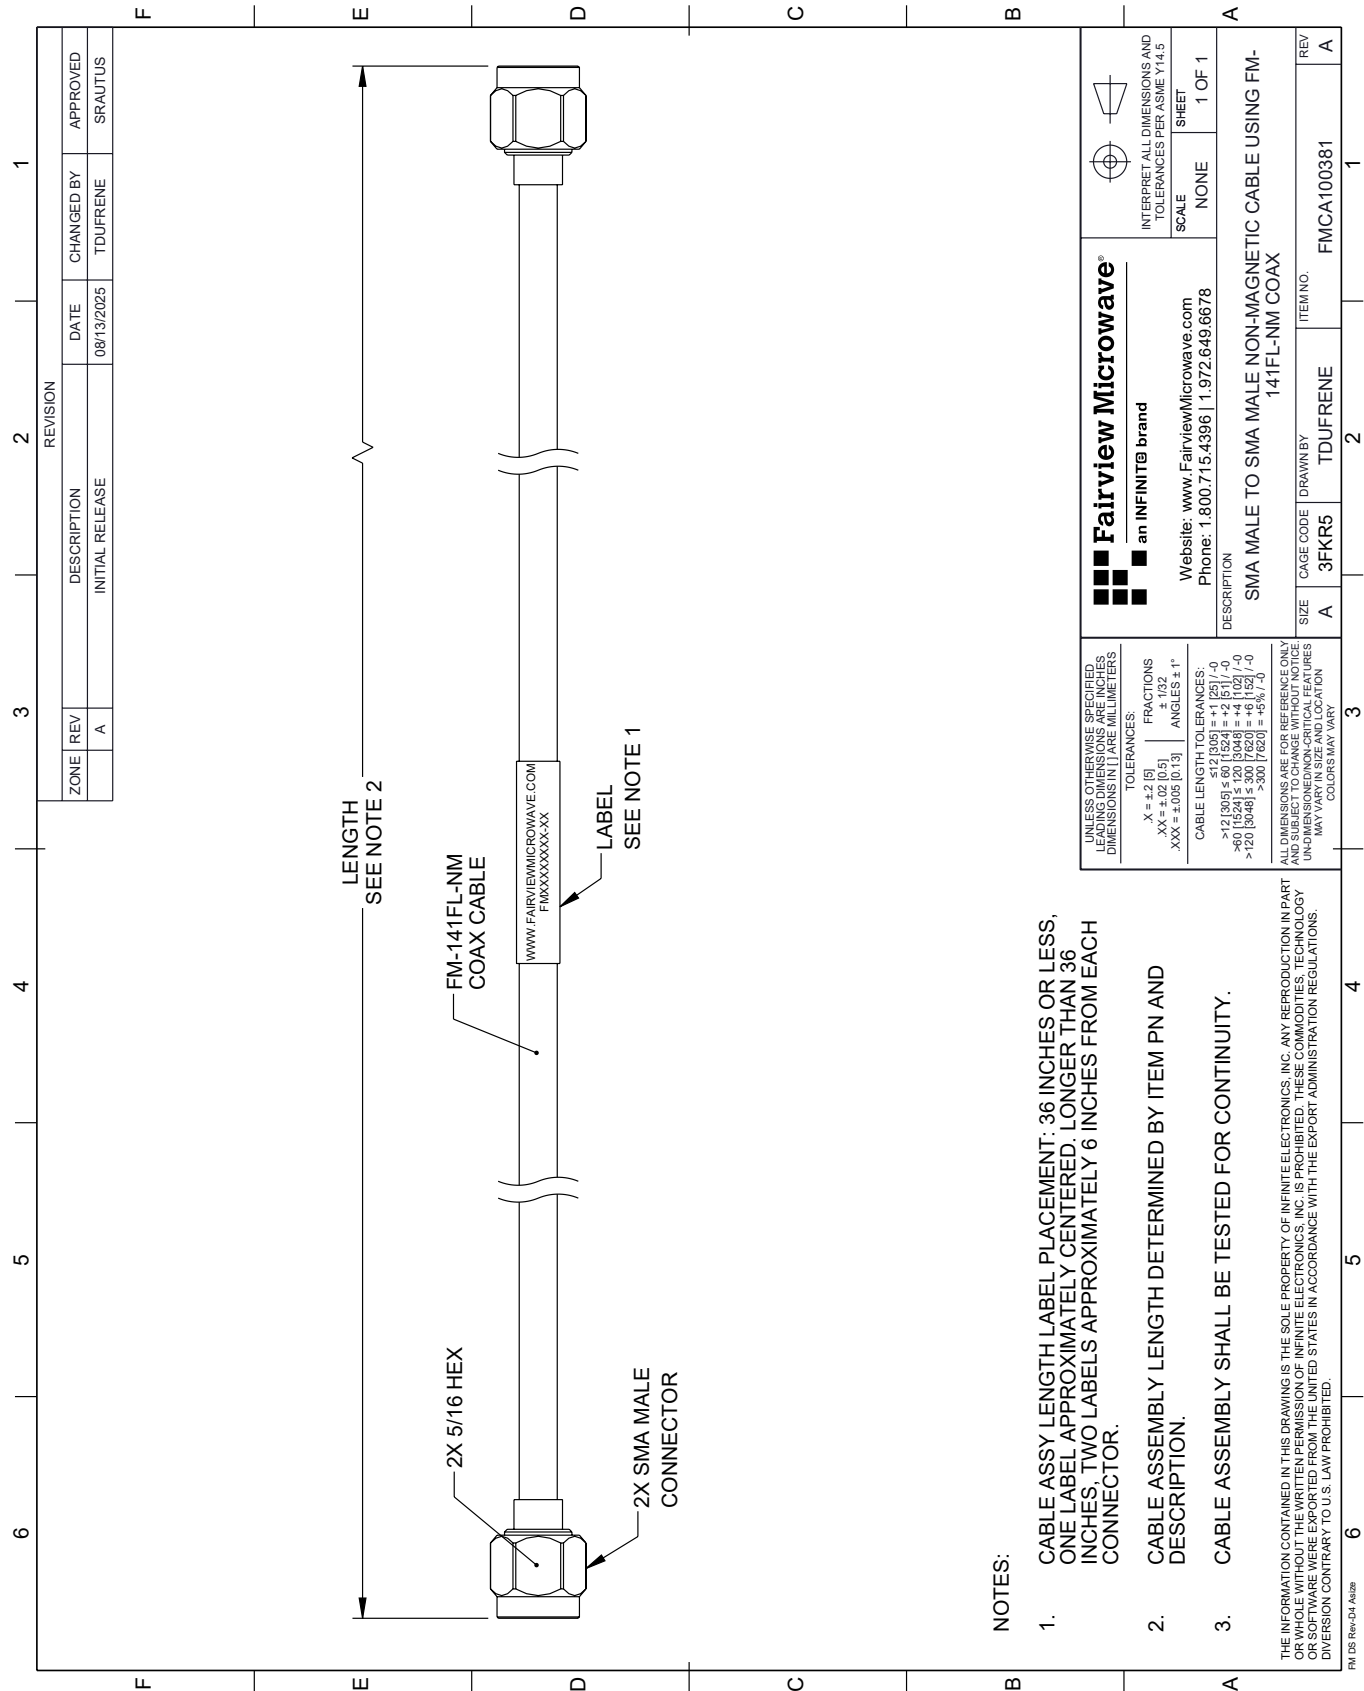 6
5
4
3
2
1
F
E
D
C
B
A
F
E
D
C
B
A
6
5
4
3
2
1
REVISION
ZONE REV DESCRIPTION DATE CHANGED BY APPROVED
A INITIAL RELEASE 08/13/2025 TDUFRENE SRAUTUS
LENGTH
SEE NOTE 2
2X 5/16 HEX
FM-141FL-NM
COAX CABLE
WWW.FAIRVIEWMICROWAVE.COM
FMXXXXXXXX-XX
2X SMA MALE
CONNECTOR
LABEL
SEE NOTE 1
NOTES:
1. CABLE ASSY LENGTH LABEL PLACEMENT: 36 INCHES OR LESS,
ONE LABEL APPROXIMATELY CENTERED. LONGER THAN 36
INCHES, TWO LABELS APPROXIMATELY 6 INCHES FROM EACH
CONNECTOR.
2. CABLE ASSEMBLY LENGTH DETERMINED BY ITEM PN AND
DESCRIPTION.
3. CABLE ASSEMBLY SHALL BE TESTED FOR CONTINUITY.
THE INFORMATION CONTAINED IN THIS DRAWING IS THE SOLE PROPERTY OF INFINITE ELECTRONICS, INC. ANY REPRODUCTION IN PART
OR WHOLE WITHOUT THE WRITTEN PERMISSION OF INFINITE ELECTRONICS, INC. IS PROHIBITED. THESE COMMODITIES, TECHNOLOGY
OR SOFTWARE WERE EXPORTED FROM THE UNITED STATES IN ACCORDANCE WITH THE EXPORT ADMINISTRATION REGULATIONS.
DIVERSION CONTRARY TO U.S. LAW PROHIBITED.
FM DS Rev-D4 Asize
UNLESS OTHERWISE SPECIFIED
LEADING DIMENSIONS ARE INCHES
DIMENSIONS IN [ ] ARE MILLIMETERS
TOLERANCES:
.X = ±.2 [5]
.XX = ±.02 [0.5]
.XXX = ±.005 [0.13]
FRACTIONS
± 1/32
ANGLES ± 1°
CABLE LENGTH TOLERANCES:
≤12 [305] = +1 [25] / -0
>12 [305] ≤ 60 [1524] = +2 [51] / -0
>60 [1524] ≤ 120 [3048] = +4 [102] / -0
>120 [3048] ≤ 300 [7620] = +6 [152] / -0
>300 [7620] = +5% / -0
ALL DIMENSIONS ARE FOR REFERENCE ONLY
AND SUBJECT TO CHANGE WITHOUT NOTICE.
UN-DIMENSIONED/NON-CRITICAL FEATURES
MAY VARY IN SIZE AND LOCATION
COLORS MAY VARY
Fairview Microwave®
an INFINITE brand
Website: www.FairviewMicrowave.com
Phone: 1.800.715.4396 | 1.972.649.6678
INTERPRET ALL DIMENSIONS AND
TOLERANCES PER ASME Y14.5
SCALE
NONE
SHEET
1 OF 1
DESCRIPTION
SMA MALE TO SMA MALE NON-MAGNETIC CABLE USING FM-
141FL-NM COAX
SIZE
A
CAGE CODE
3FKR5
DRAWN BY
TDUFRENE
ITEM NO.
FMCA100381
REV
A